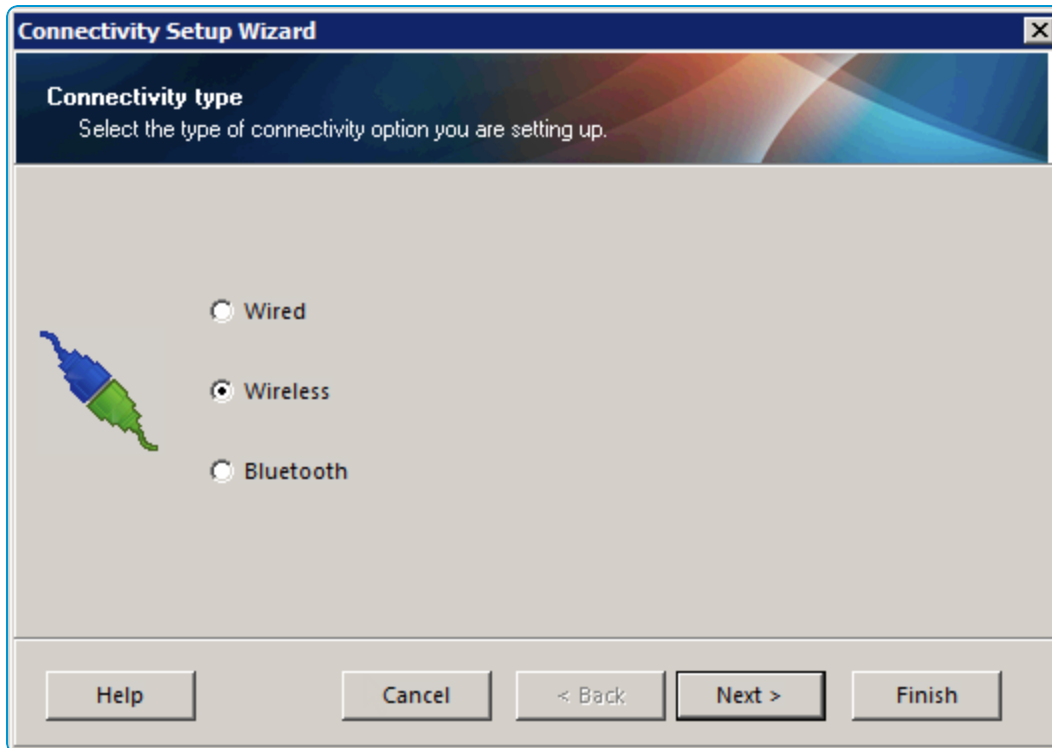 Connectivity Setup Wizard
Connectivity type
Select the type of connectivity option you are setting up.
Wired
Wireless
Bluetooth
Help
Cancel
< Back
Next >
Finish